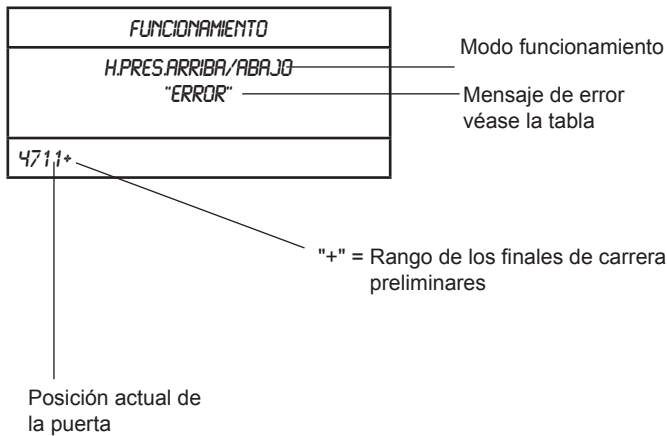 FUNCIONAMIENTO
H.PRES.ARRIBA/ABAJO
"ERROR"
4711+
Modo funcionamiento
Mensaje de error
véase la tabla
"+" = Rango de los finales de carrera
preliminares
Posición actual de
la puerta